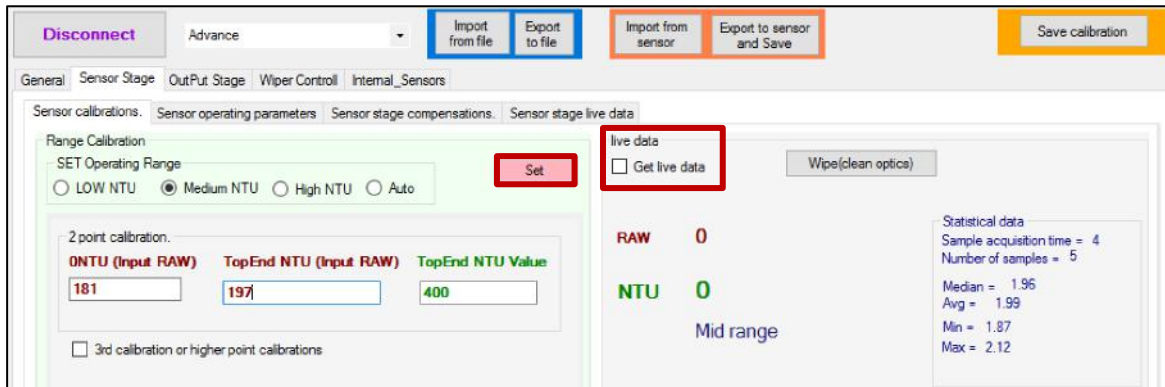 Disconnect
Advance
Import
from file
Export
to file
Import from
sensor
Export to sensor
and Save
Save calibration
General Sensor Stage OutPut Stage Wiper Controll Internal_Sensors
Sensor calibrations. Sensor operating parameters Sensor stage compensations. Sensor stage live data
Range Calibration
SET Operating Range
LOW NTU Medium NTU High NTU Auto
Set
2 point calibration.
0NTU (Input RAW) TopEnd NTU (Input RAW) TopEnd NTU Value
181 197 400
3rd calibration or higher point calibrations
live data
Get live data
Wipe(clean optics)
RAW 0
NTU 0
Mid range
Statistical data
Sample acquisition time = 4
Number of samples = 5
Median = 1.96
Avg = 1.99
Min = 1.87
Max = 2.12